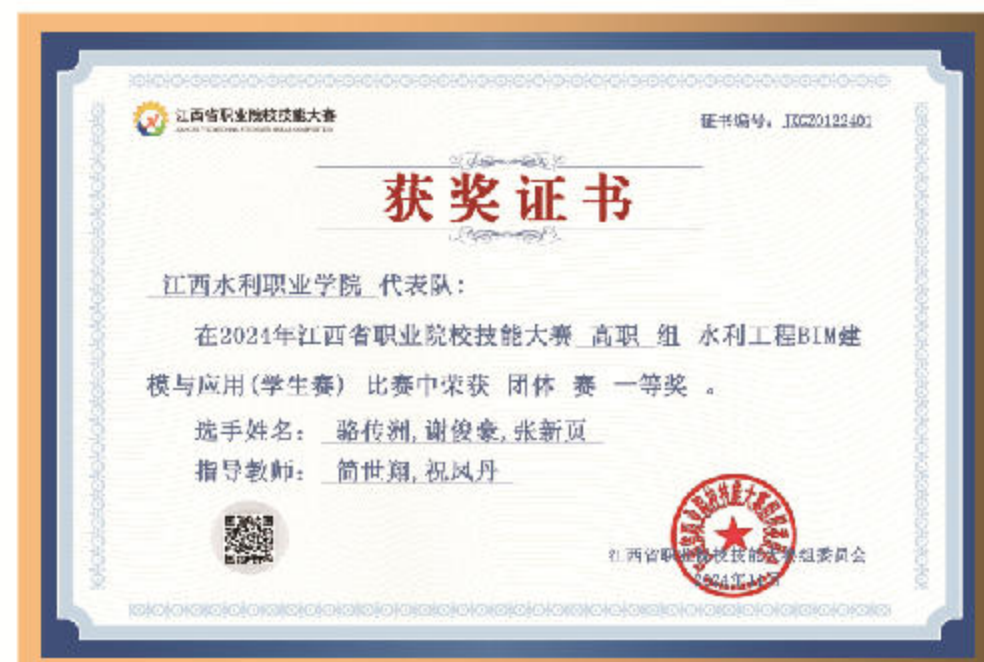 江西省职业院校技能大赛
证书编号：JXGZ0122401
获奖证书
江西水利职业学院 代表队：
在2024年江西省职业院校技能大赛 高职 组 水利工程BIM建
模与应用(学生赛) 比赛中荣获 团体 赛 一等奖 。
选手姓名： 骆传洲,谢俊豪,张新页
指导教师： 简世翔,祝凤丹
江西省职业院校技能大赛组委员会